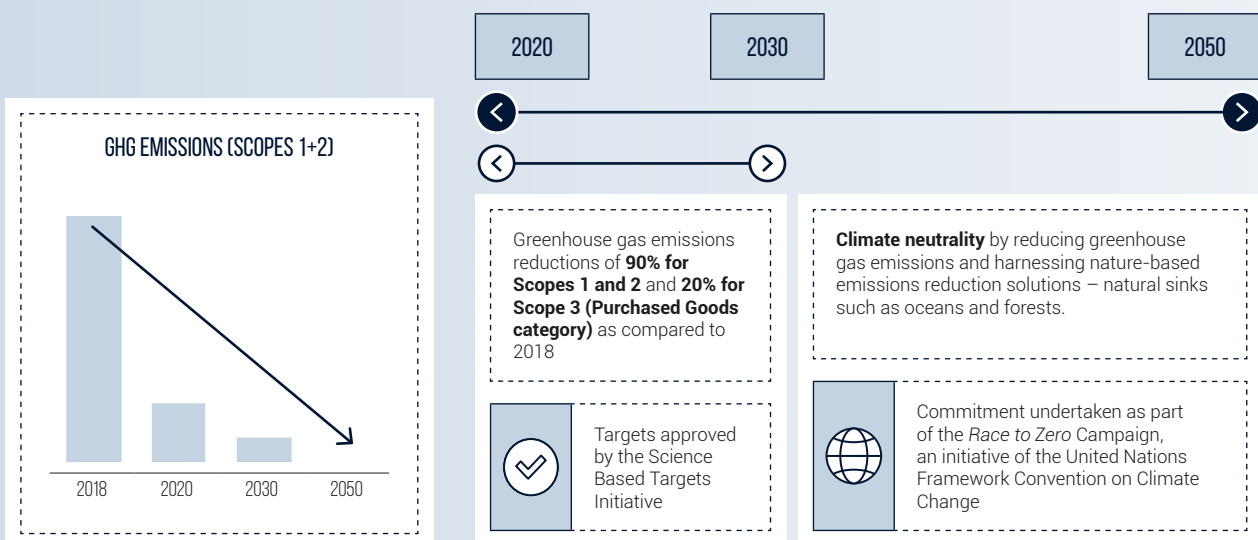 2020
2030
2050
GHG EMISSIONS (SCOPES 1+2)
2018
2020
2030
2050
Greenhouse gas emissions
reductions of 90% for
Scopes 1 and 2 and 20% for
Scope 3 (Purchased Goods
category) as compared to
2018
Targets approved
by the Science
Based Targets
Initiative
Climate neutrality by reducing greenhouse
gas emissions and harnessing nature-based
emissions reduction solutions – natural sinks
such as oceans and forests.
Commitment undertaken as part
of the Race to Zero Campaign,
an initiative of the United Nations
Framework Convention on Climate
Change